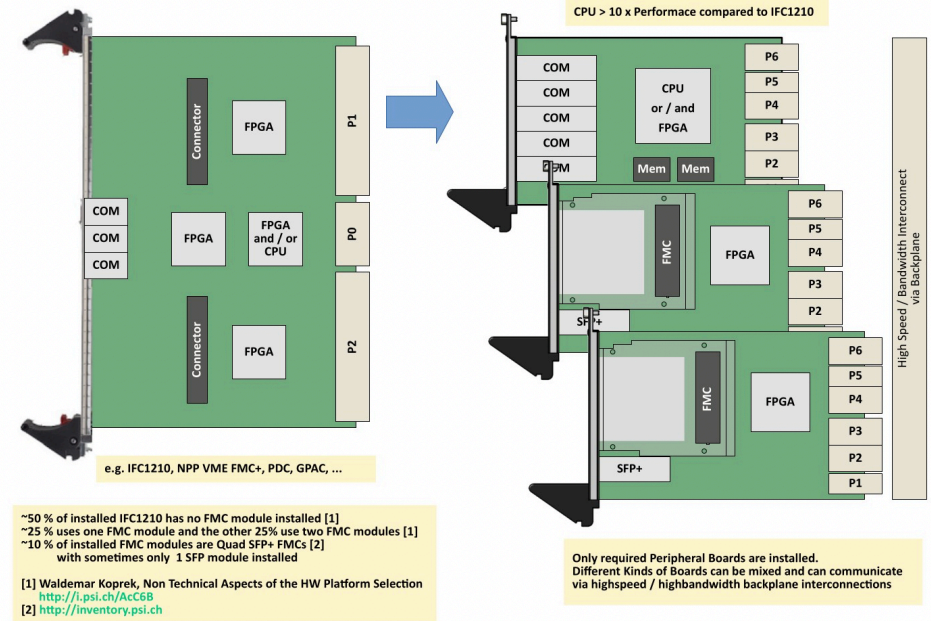 CPU > 10 x Performace compared to IFC1210
Connector
FPGA
P1
COM
COM
COM
FPGA
FPGA
and / or
CPU
P0
Connector
FPGA
P2
e.g. IFC1210, NPP VME FMC+, PDC, GPAC, ...
~50 % of installed IFC1210 has no FMC module installed [1]
~25 % uses one FMC module and the other 25% use two FMC modules [1]
~10 % of installed FMC modules are Quad SFP+ FMCs [2]
with sometimes only 1 SFP module installed
[1] Waldemar Koprek, Non Technical Aspects of the HW Platform Selection
http://i.psi.ch/AcC6B
[2] http://inventory.psi.ch
COM
COM
COM
COM
COM
CPU
or / and
FPGA
Mem
Mem
P6
P5
P4
P3
P2
FMC
FPGA
SFP+
P6
P5
P4
P3
P2
FMC
FPGA
SFP+
P6
P5
P4
P3
P2
P1
High Speed / Bandwidth Interconnect
via Backplane
Only required Peripheral Boards are installed.
Different Kinds of Boards can be mixed and can communicate
via highspeed / highbandwidth backplane interconnections